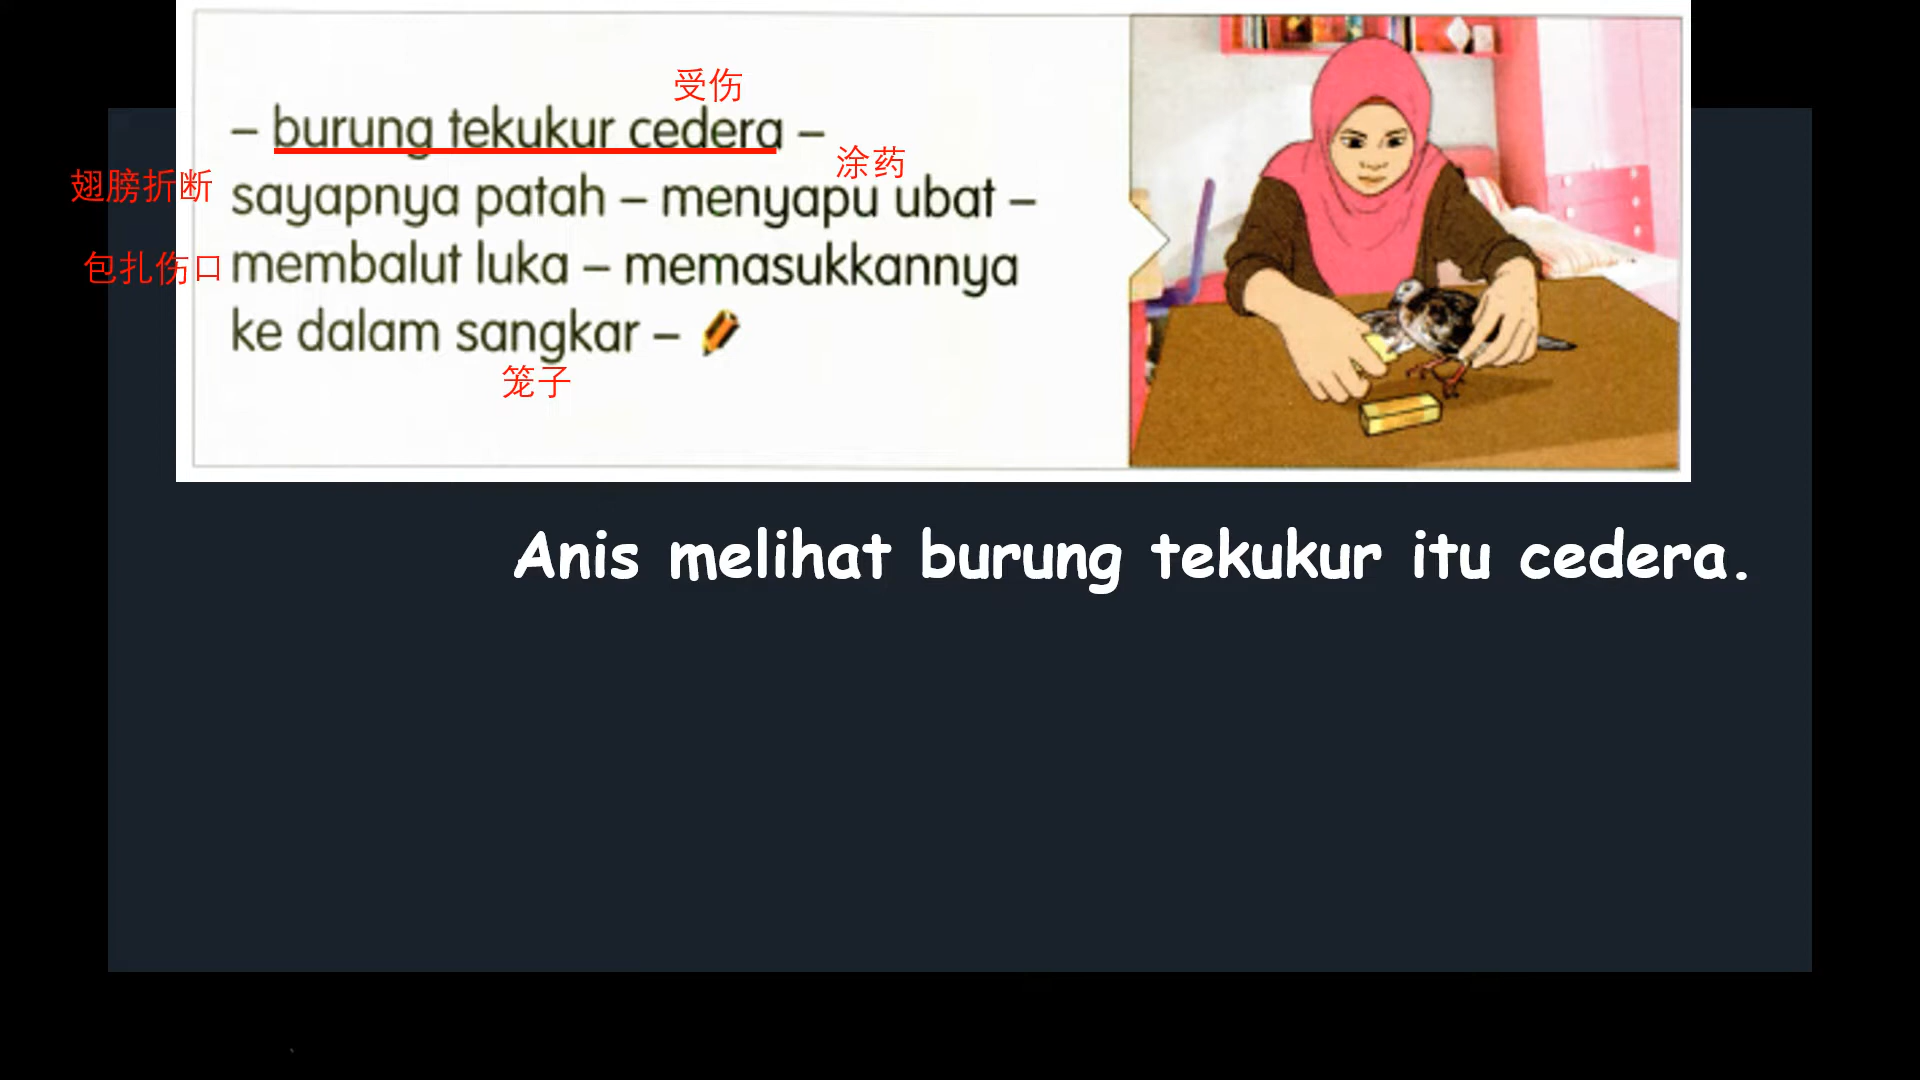 受伤
– burung tekukur cedera –
涂药
翅膀折断
sayapnya patah – menyapu ubat –
包扎伤口
membalut luka – memasukkannya
ke dalam sangkar –
笼子
Anis melihat burung tekukur itu cedera.